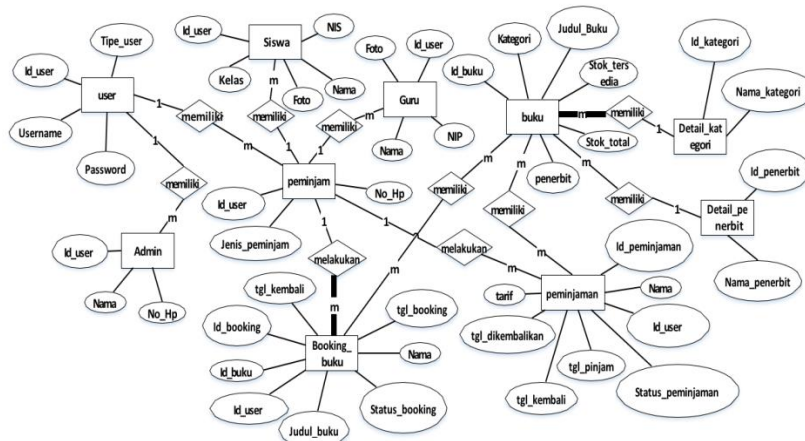 Id_user
Tipe_user
user
Username
Password
1
memiliki
m
1
memiliki
m
Id_user
Admin
Nama
No_Hp
Id_user
Siswa
NIS
Kelas
Foto
Nama
m
memiliki
1
Foto
Id_user
Guru
Nama
NIP
m
memiliki
1
peminjam
Id_user
No_Hp
Jenis_peminjam
1
melakukan
m
1
melakukan
m
Kategori
Judul_Buku
Id_buku
Stok_ters
edia
buku
Stok_total
penerbit
m
memiliki
1
Id_kategori
Nama_kategori
Detail_kat
egori
m
memiliki
1
Id_penerbit
Detail_pe
nerbit
Nama_penerbit
m
memiliki
m
m
memiliki
m
tgl_kembali
tgl_booking
Id_booking
Booking_
buku
Nama
Id_buku
Id_user
Judul_buku
Status_booking
Id_peminjaman
peminjaman
tarif
Nama
Id_user
tgl_dikembalikan
tgl_pinjam
tgl_kembali
Status_peminjaman